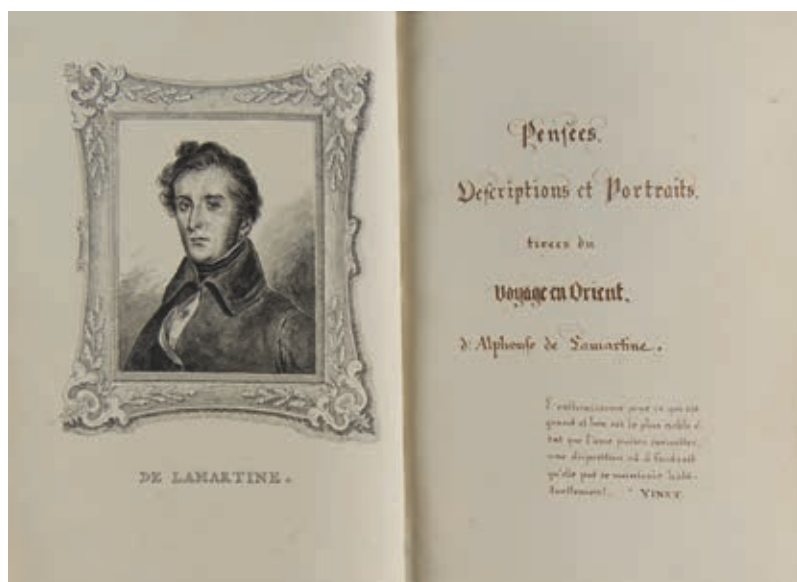 DE LAMARTINE.
Pensées.
Descriptions et Portraits.
tirées du
Voyage en Orient.
d'Alphonse de Lamartine.
L'enthousiasme pour ce qui est
grand et bon est le plus noble é-
tat que l'âme puisse connaître,
une disposition où il faudrait
qu'elle pût se maintenir habi-
tuellement. VINET